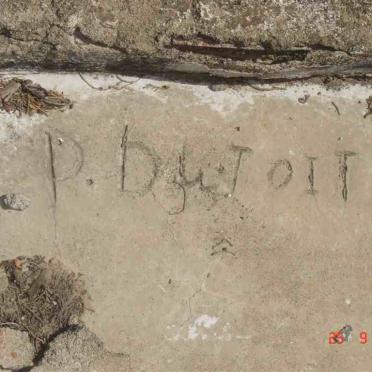 P. Du: TOIT